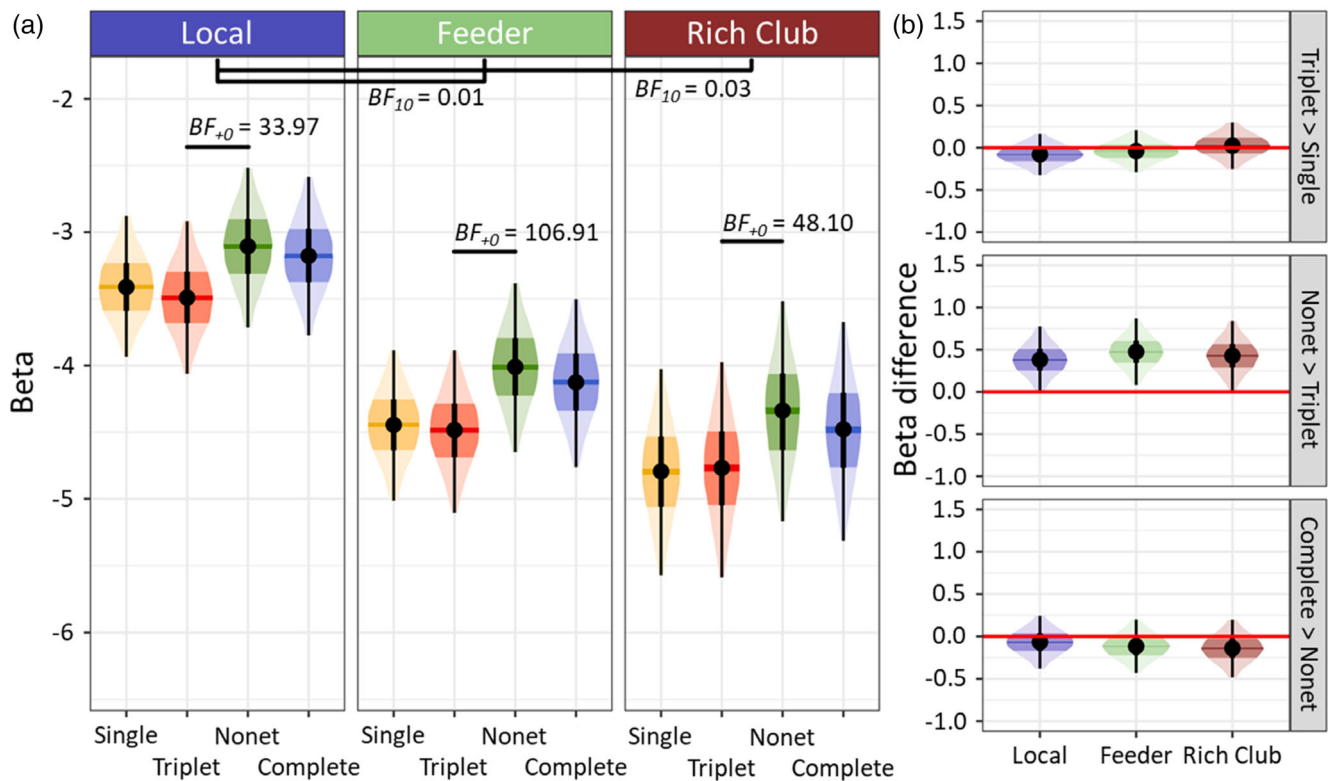 (a)
Local
Feeder
Rich Club
BF10 = 0.01
BF10 = 0.03
BF+0 = 33.97
BF+0 = 106.91
BF+0 = 48.10
Beta
-2
-3
-4
-5
-6
Single
Triplet
Nonet
Complete
Single
Triplet
Nonet
Complete
Single
Triplet
Nonet
Complete
(b)
Beta difference
1.5
1.0
0.5
0.0
-0.5
-1.0
Triplet > Single
1.5
1.0
0.5
0.0
-0.5
-1.0
Nonet > Triplet
1.5
1.0
0.5
0.0
-0.5
-1.0
Complete > Nonet
Local
Feeder
Rich Club